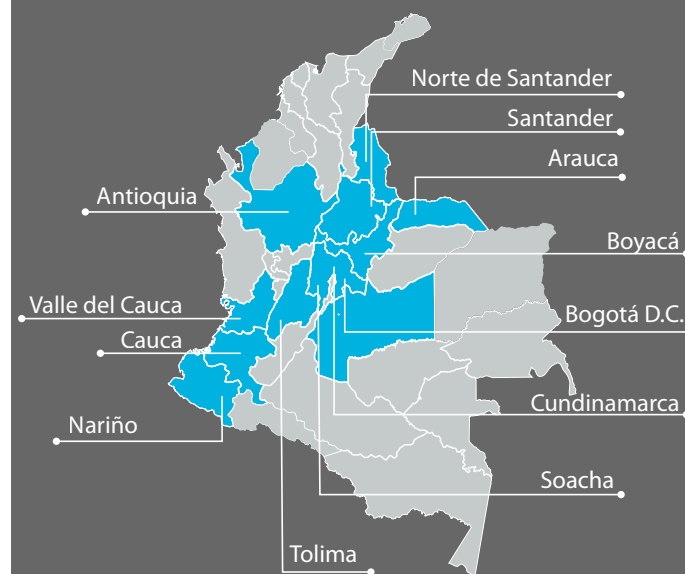 Norte de Santander
Santander
Arauca
Antioquia
Boyacá
Valle del Cauca
Bogotá D.C.
Cauca
Cundinamarca
Nariño
Soacha
Tolima